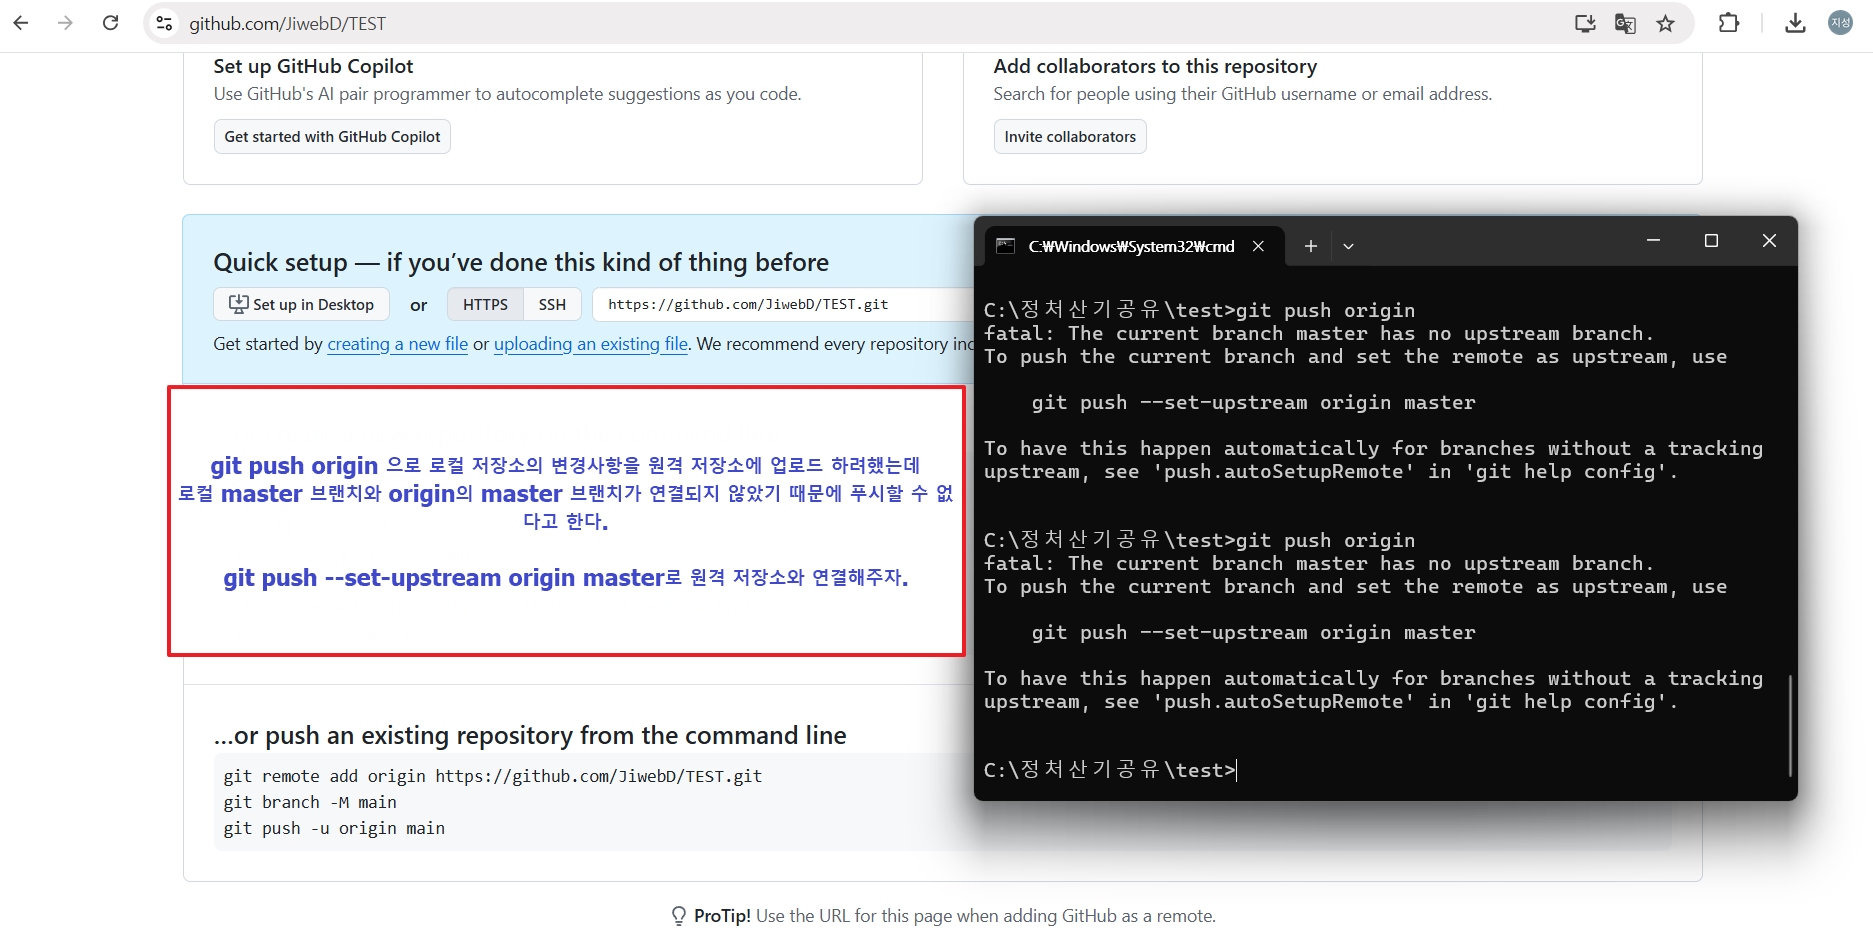 github.com/JiwebD/TEST
지성
Set up GitHub Copilot
Use GitHub's AI pair programmer to autocomplete suggestions as you code.
Get started with GitHub Copilot
Add collaborators to this repository
Search for people using their GitHub username or email address.
Invite collaborators
Quick setup — if you’ve done this kind of thing before
Set up in Desktop or HTTPS SSH https://github.com/JiwebD/TEST.git
Get started by creating a new file or uploading an existing file. We recommend every repository
git push origin 으로 로컬 저장소의 변경사항을 원격 저장소에 업로드 하려했는데
로컬 master 브랜치와 origin의 master 브랜치가 연결되지 않았기 때문에 푸시할 수 없
다고 한다.
git push --set-upstream origin master로 원격 저장소와 연결해주자.
…or push an existing repository from the command line
git remote add origin https://github.com/JiwebD/TEST.git
git branch -M main
git push -u origin main
ProTip! Use the URL for this page when adding GitHub as a remote.
C:₩Windows₩System32₩cmd
C:\정처산기공유\test>git push origin
fatal: The current branch master has no upstream branch.
To push the current branch and set the remote as upstream, use
git push --set-upstream origin master
To have this happen automatically for branches without a tracking
upstream, see 'push.autoSetupRemote' in 'git help config'.
C:\정처산기공유\test>git push origin
fatal: The current branch master has no upstream branch.
To push the current branch and set the remote as upstream, use
git push --set-upstream origin master
To have this happen automatically for branches without a tracking
upstream, see 'push.autoSetupRemote' in 'git help config'.
C:\정처산기공유\test>